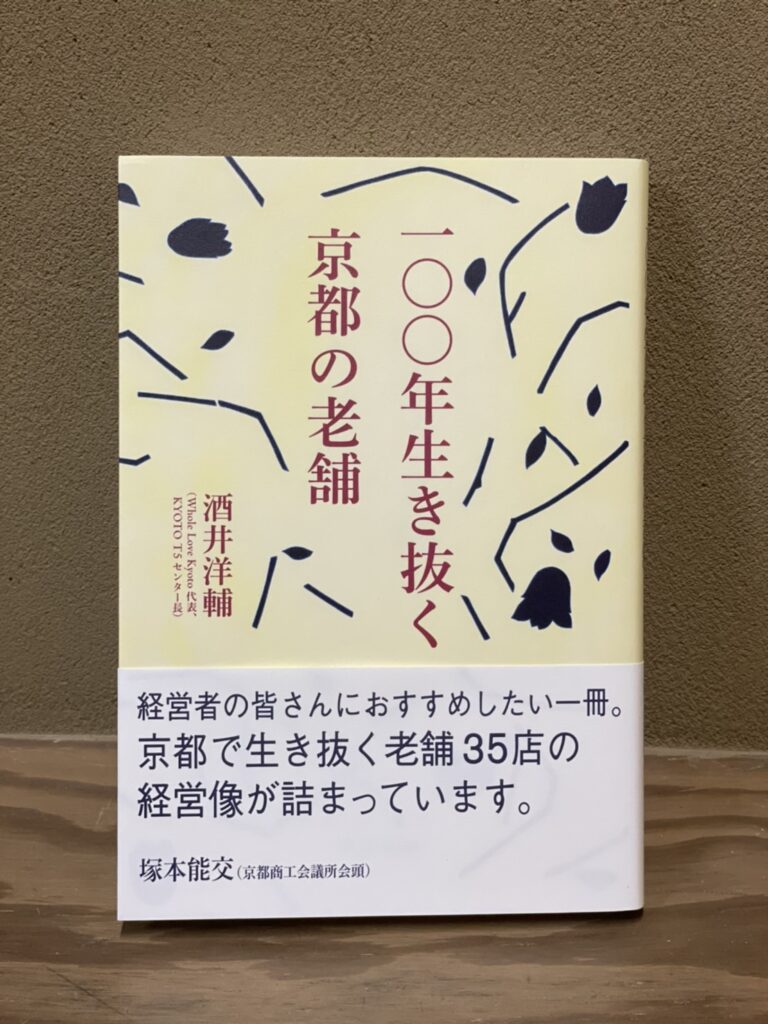 一〇〇年生き抜く
京都の老舗
酒井洋輔
(Whole Love Kyoto 代表、
KYOTO T5 センター長)
経営者の皆さんにおすすめしたい一冊。
京都で生き抜く老舗35店の
経営像が詰まっています。
塚本能交(京都商工会議所会頭)